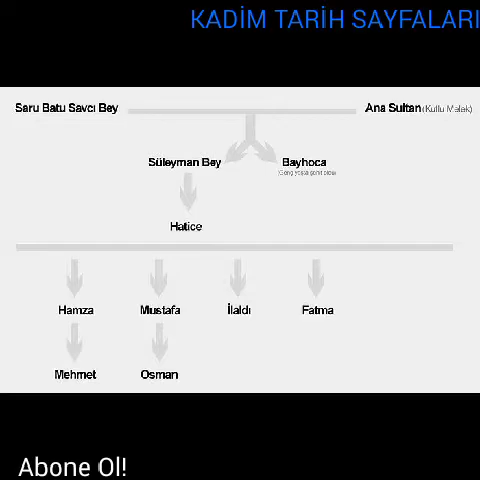 KADİM TARİH SAYFALARI
Saru Batu Savcı Bey Ana Sultan (Kutlu Melek)
Süleyman Bey Bayhoca
(Genç yaşta şehit oldu)
Hatice
Hamza Mustafa İlaldı Fatma
Mehmet Osman
Abone Ol!